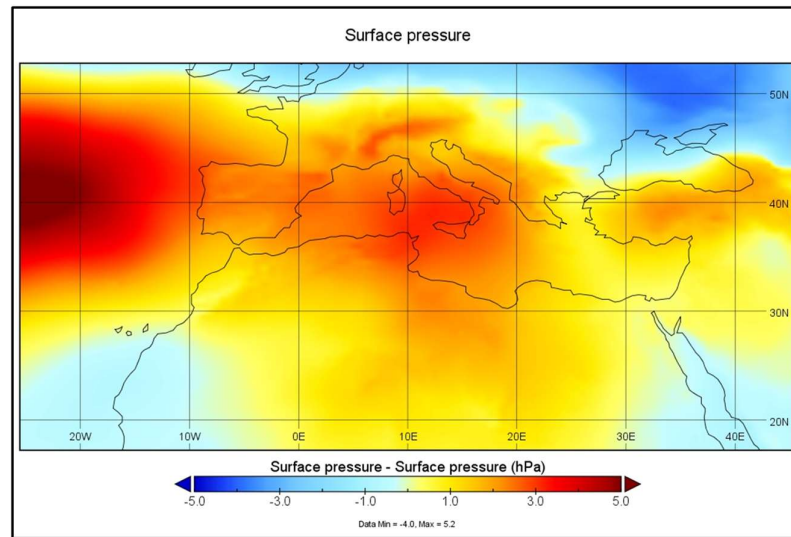 Surface pressure
50N
40N
30N
20N
20W 10W 0E 10E 20E 30E 40E
Surface pressure - Surface pressure (hPa)
-5.0 -3.0 -1.0 1.0 3.0 5.0
Data Min = -4.0, Max = 5.2